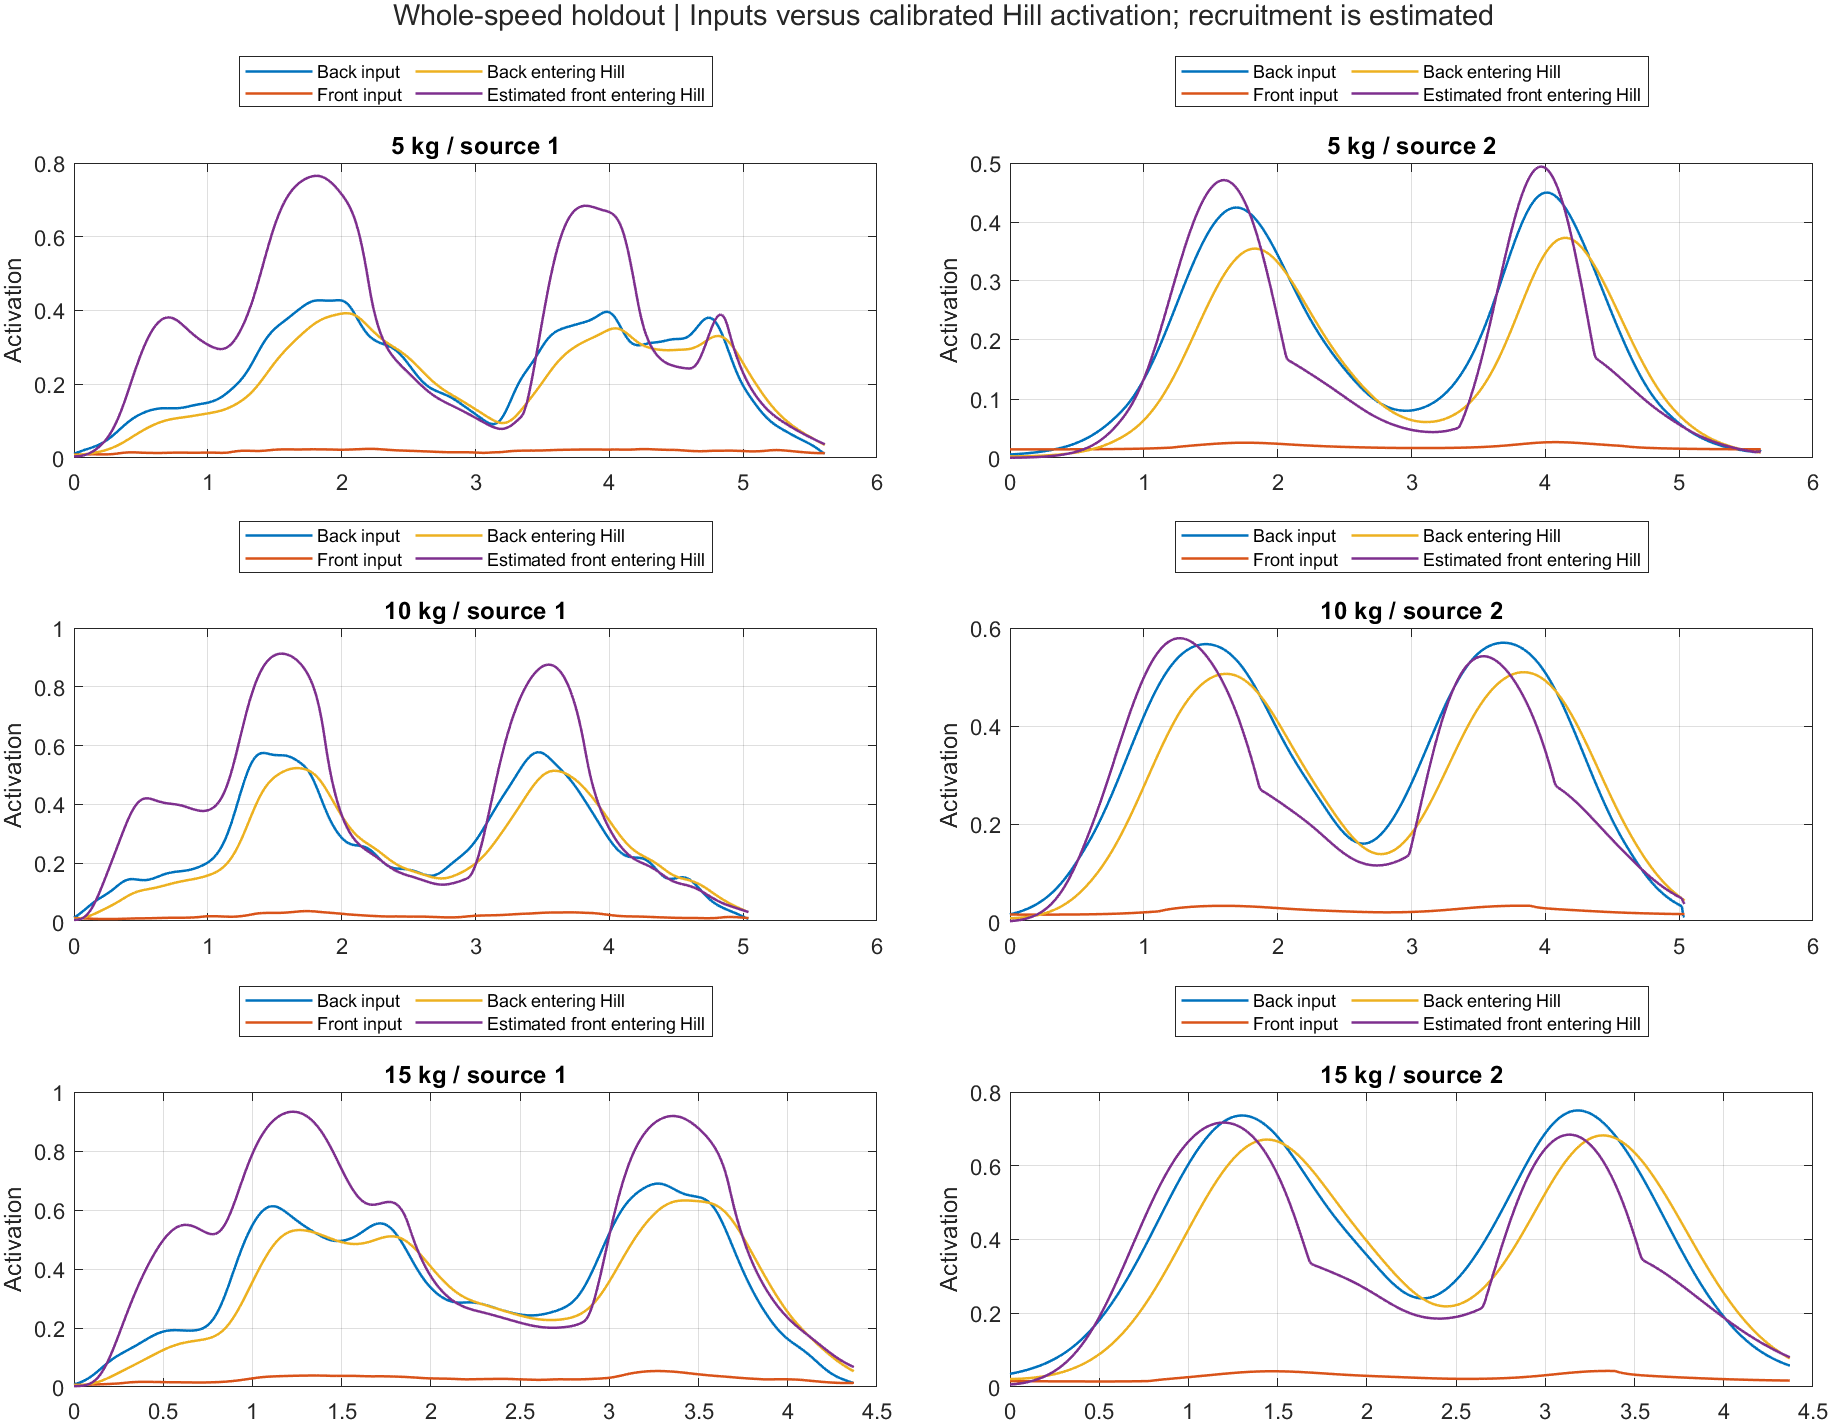 Whole-speed holdout | Inputs versus calibrated Hill activation; recruitment is estimated
Back input Back entering Hill
Front input Estimated front entering Hill
5 kg / source 1
Activation
0.8
0.6
0.4
0.2
0
0 1 2 3 4 5 6
Back input Back entering Hill
Front input Estimated front entering Hill
5 kg / source 2
Activation
0.5
0.4
0.3
0.2
0.1
0
0 1 2 3 4 5 6
Back input Back entering Hill
Front input Estimated front entering Hill
10 kg / source 1
Activation
1
0.8
0.6
0.4
0.2
0
0 1 2 3 4 5 6
Back input Back entering Hill
Front input Estimated front entering Hill
10 kg / source 2
Activation
0.6
0.4
0.2
0
0 1 2 3 4 5 6
Back input Back entering Hill
Front input Estimated front entering Hill
15 kg / source 1
Activation
1
0.8
0.6
0.4
0.2
0
0 0.5 1 1.5 2 2.5 3 3.5 4 4.5
Back input Back entering Hill
Front input Estimated front entering Hill
15 kg / source 2
Activation
0.8
0.6
0.4
0.2
0
0 0.5 1 1.5 2 2.5 3 3.5 4 4.5